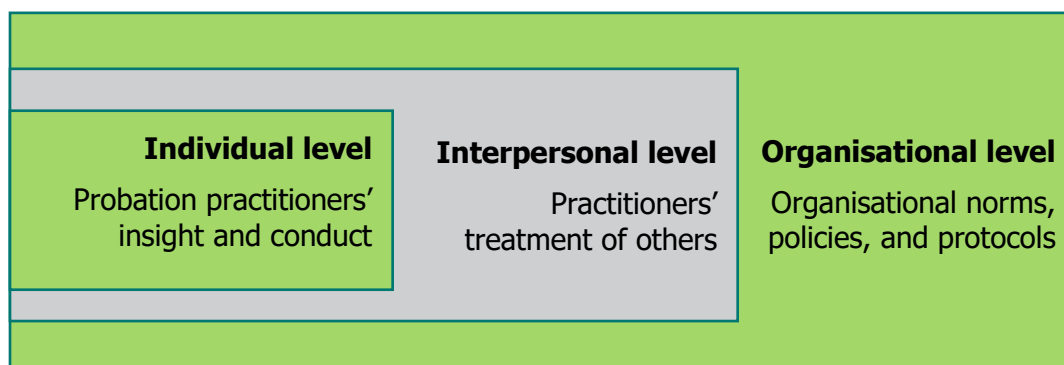 Individual level
Probation practitioners’
insight and conduct
Interpersonal level
Practitioners’
treatment of others
Organisational level
Organisational norms,
policies, and protocols